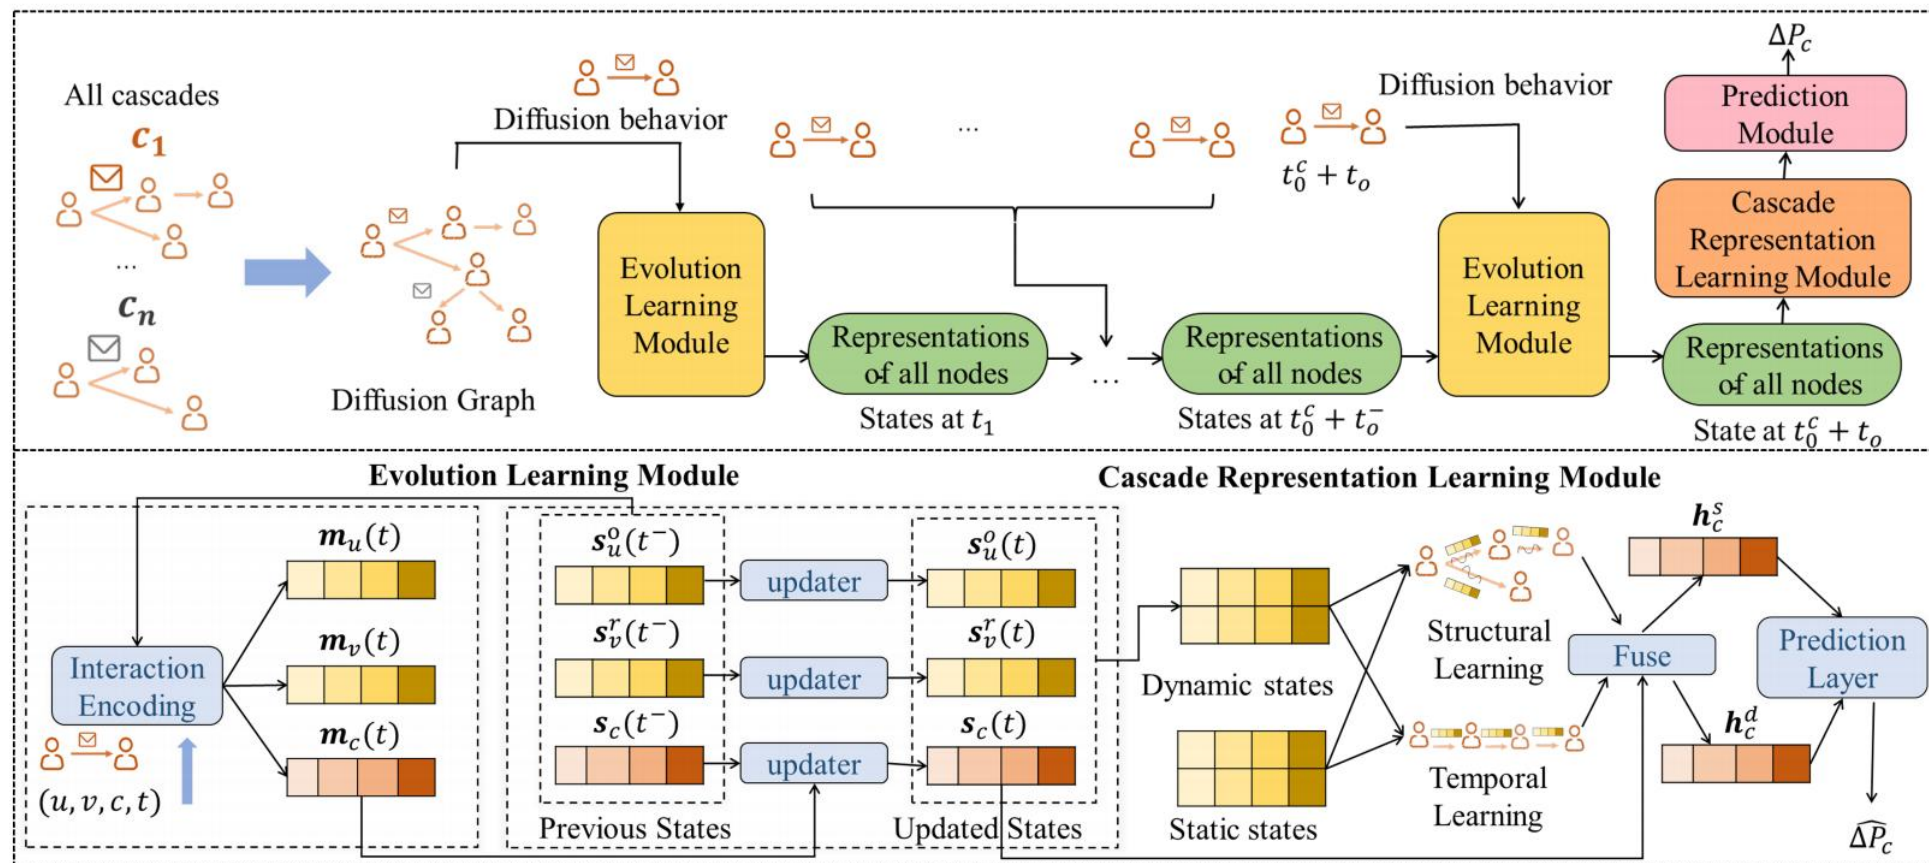 All cascades
c_1
...
c_n
Diffusion Graph
Diffusion behavior
Evolution
Learning
Module
Representations
of all nodes
States at t_1
...
...
t_0^c + t_o
Representations
of all nodes
States at t_0^c + t_o^-
Diffusion behavior
Evolution
Learning
Module
ΔP_c
Prediction
Module
Cascade
Representation
Learning Module
Representations
of all nodes
State at t_0^c + t_o
Evolution Learning Module
Interaction
Encoding
(u, v, c, t)
m_u(t)
m_v(t)
m_c(t)
s_u^o(t^-)
s_v^r(t^-)
s_c(t^-)
Previous States
updater
updater
updater
s_u^o(t)
s_v^r(t)
s_c(t)
Updated States
Cascade Representation Learning Module
Dynamic states
Static states
Structural
Learning
Temporal
Learning
Fuse
h_c^s
h_c^d
Prediction
Layer
\widehat{ΔP}_c